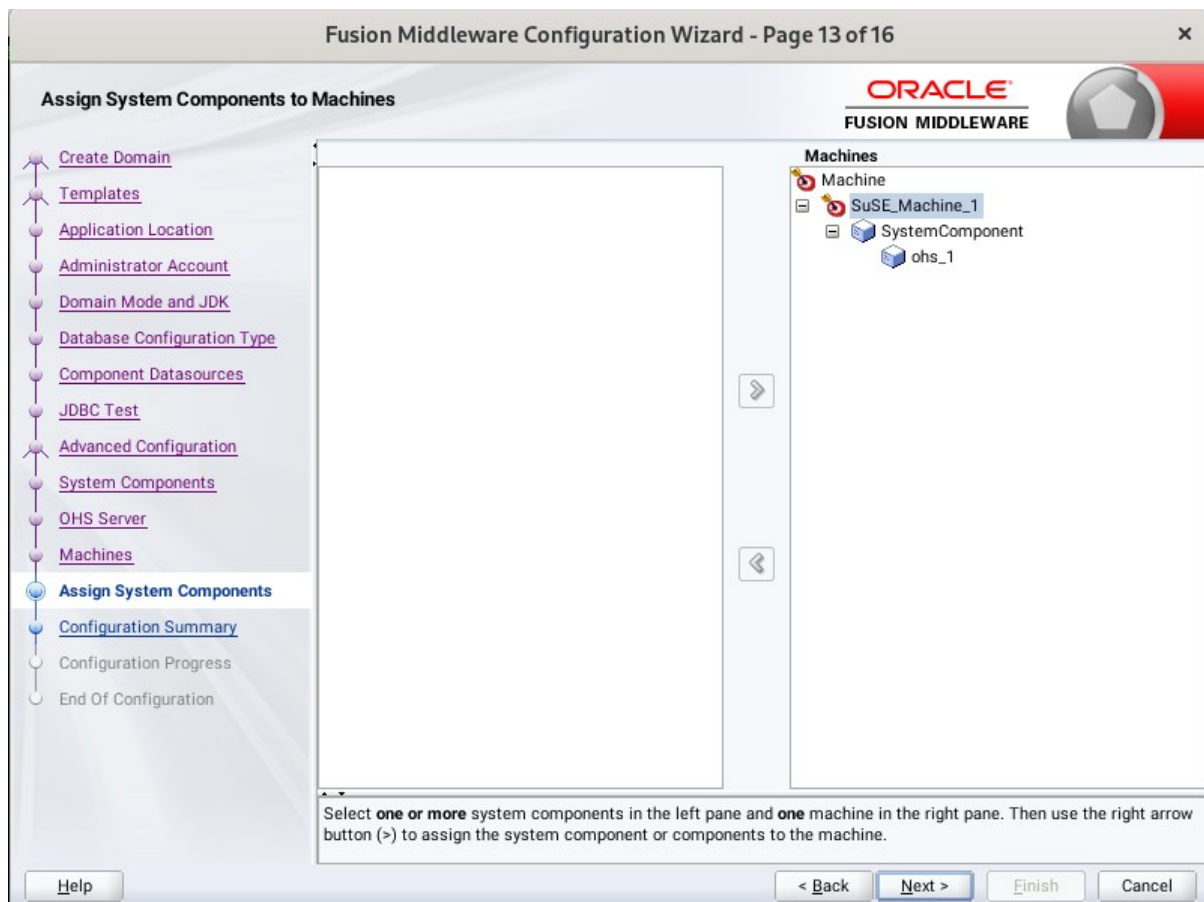 Fusion Middleware Configuration Wizard - Page 13 of 16
Assign System Components to Machines
ORACLE
FUSION MIDDLEWARE
Create Domain
Templates
Application Location
Administrator Account
Domain Mode and JDK
Database Configuration Type
Component Datasources
JDBC Test
Advanced Configuration
System Components
OHS Server
Machines
Assign System Components
Configuration Summary
Configuration Progress
End Of Configuration
Machines
Machine
SuSE_Machine_1
SystemComponent
ohs_1
Select one or more system components in the left pane and one machine in the right pane. Then use the right arrow
button (>) to assign the system component or components to the machine.
Help
< Back
Next >
Finish
Cancel